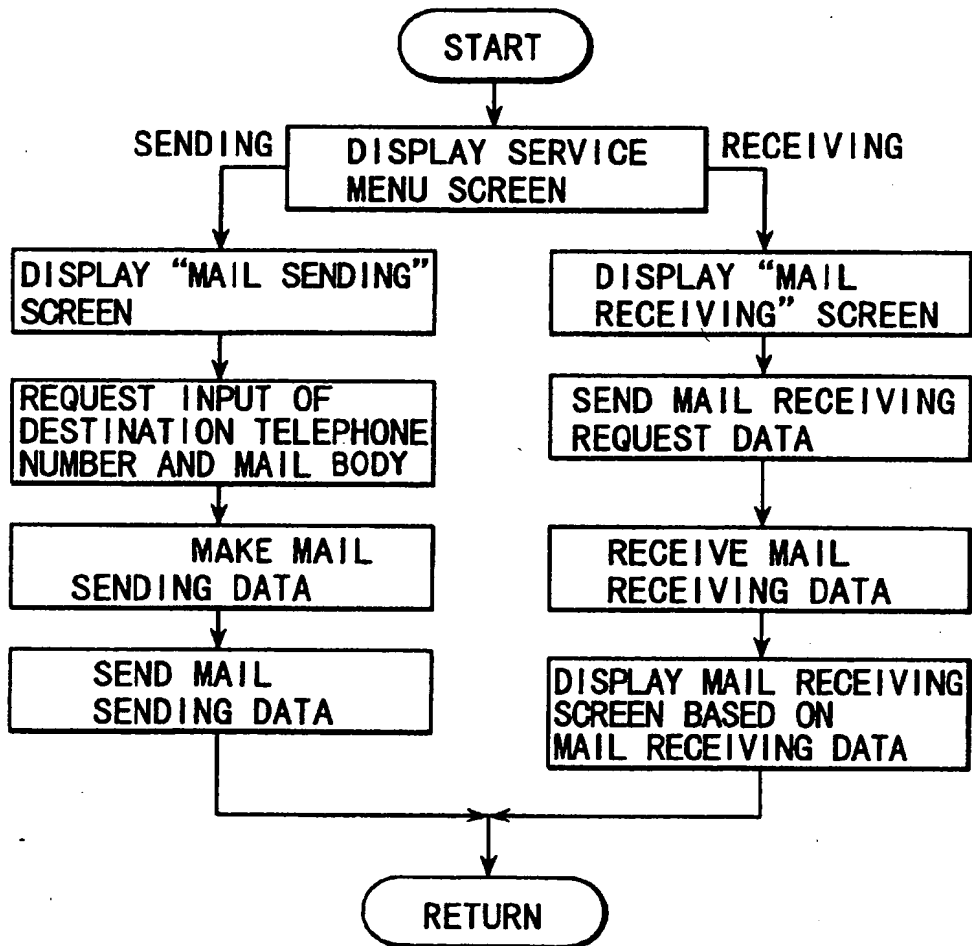 START
SENDING
DISPLAY SERVICE
MENU SCREEN
RECEIVING
DISPLAY “MAIL SENDING”
SCREEN
REQUEST INPUT OF
DESTINATION TELEPHONE
NUMBER AND MAIL BODY
MAKE MAIL
SENDING DATA
SEND MAIL
SENDING DATA
DISPLAY “MAIL
RECEIVING” SCREEN
SEND MAIL RECEIVING
REQUEST DATA
RECEIVE MAIL
RECEIVING DATA
DISPLAY MAIL RECEIVING
SCREEN BASED ON
MAIL RECEIVING DATA
RETURN